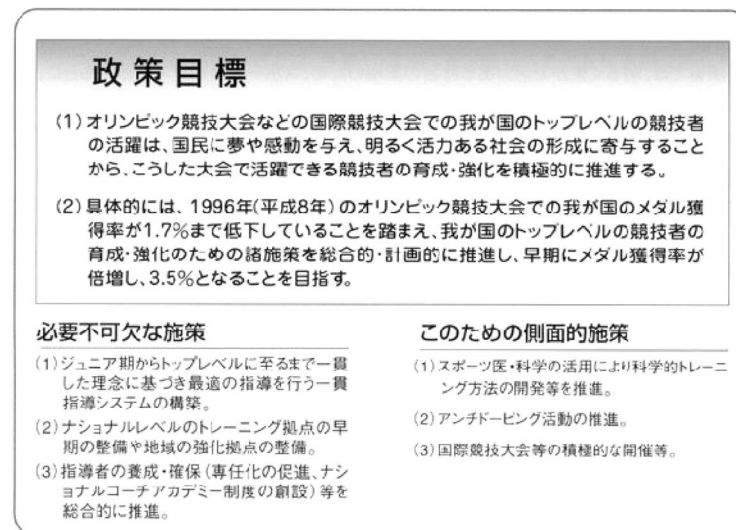 政策目標
(1)オリンピック競技大会などの国際競技大会での我が国のトップレベルの競技者
の活躍は、国民に夢や感動を与え、明るく活力ある社会の形成に寄与すること
から、こうした大会で活躍できる競技者の育成・強化を積極的に推進する。
(2)具体的には、1996年(平成8年)のオリンピック競技大会での我が国のメダル獲
得率が1.7%まで低下していることを踏まえ、我が国のトップレベルの競技者の
育成・強化のための諸施策を総合的・計画的に推進し、早期にメダル獲得率が
倍増し、3.5%となることを目指す。
必要不可欠な施策
(1)ジュニア期からトップレベルに至るまで一貫
した理念に基づき最適の指導を行う一貫
指導システムの構築。
(2)ナショナルレベルのトレーニング拠点の早
期の整備や地域の強化拠点の整備。
(3)指導者の養成・確保(専任化の促進、ナシ
ョナルコーチアカデミー制度の創設)等を
総合的に推進。
このための側面的施策
(1)スポーツ医・科学の活用により科学的トレーニ
ング方法の開発等を推進。
(2)アンチドーピング活動の推進。
(3)国際競技大会等の積極的な開催等。